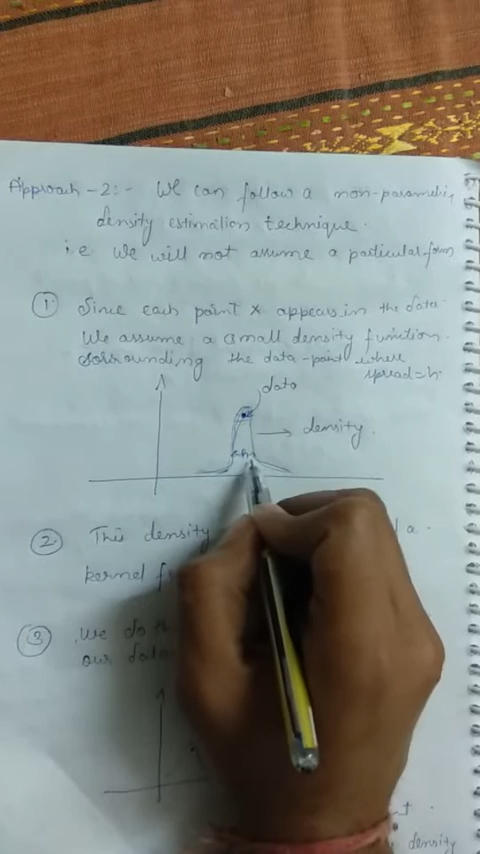 Approach - 2:- We can follow a non-parametric
density estimation technique.
i.e We will not assume a particular form
① Since each point x appears in the data
We assume a small density function
sorrounding the data-point where
spread = h.
data
density.
② This density a
kernel
③ We do
our data
density